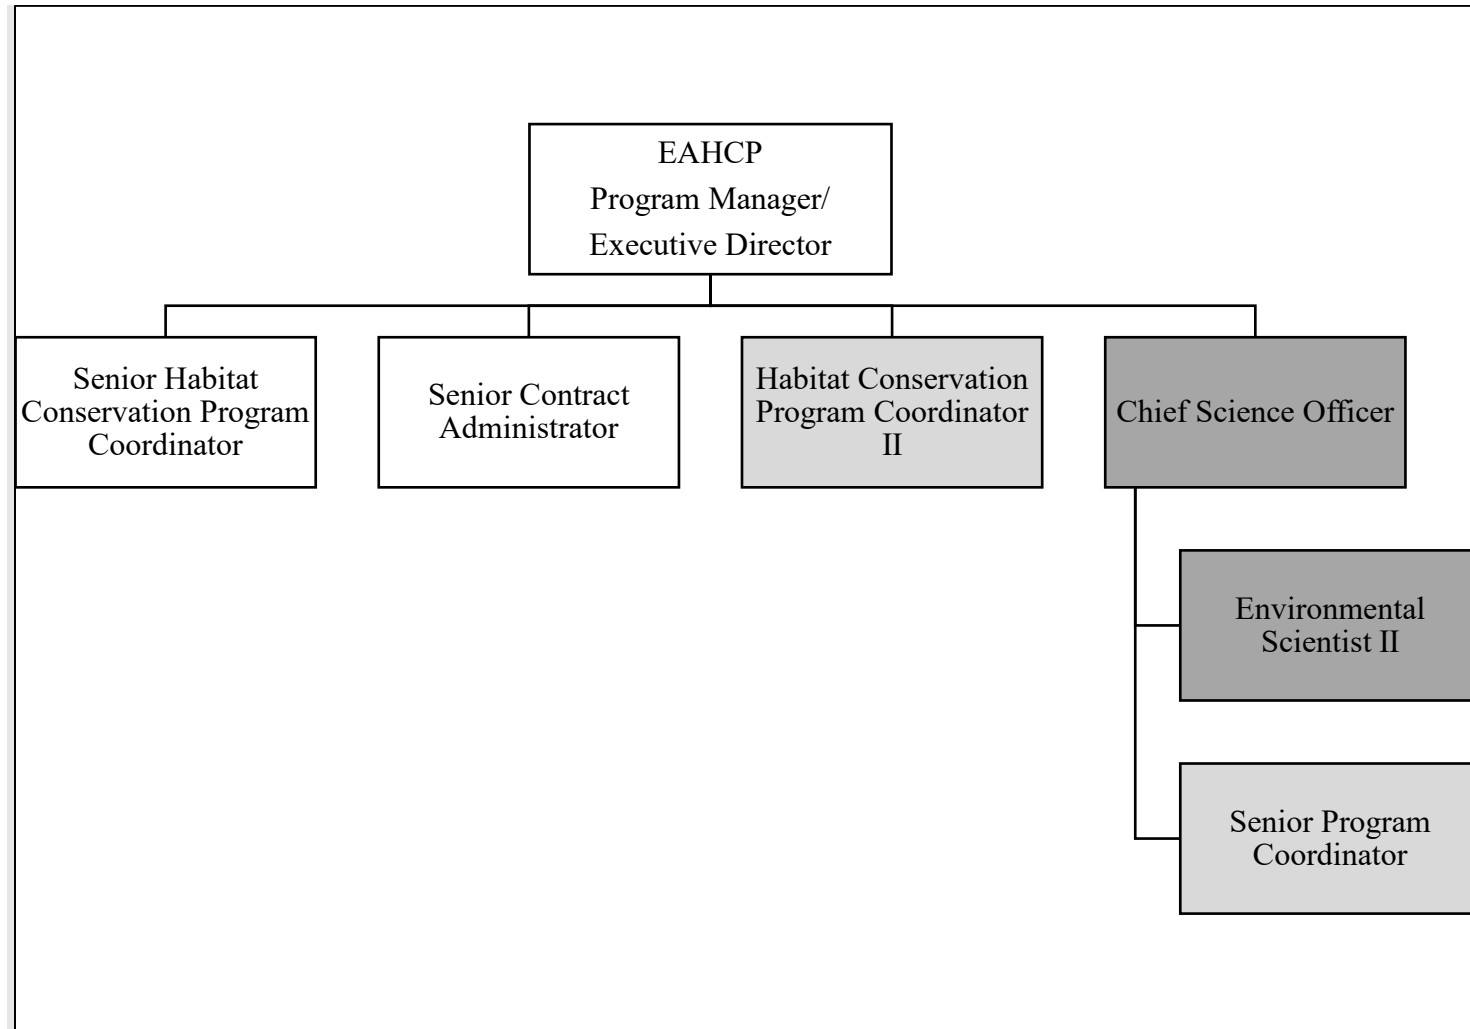 EAHCP
Program Manager/
Executive Director
Senior Habitat
Conservation Program
Coordinator
Senior Contract
Administrator
Habitat Conservation
Program Coordinator
II
Chief Science Officer
Environmental
Scientist II
Senior Program
Coordinator